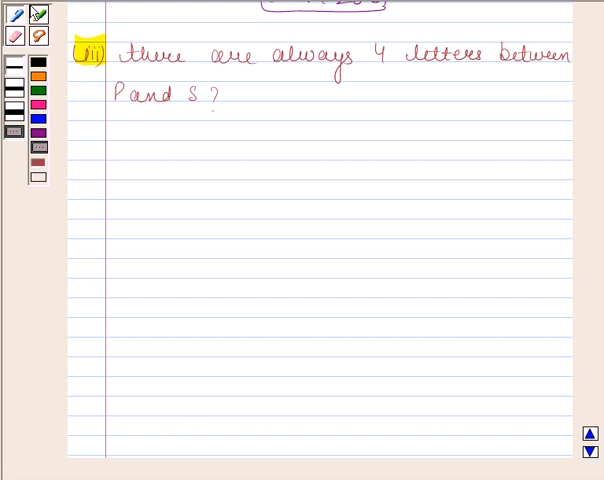 (iii) there are always 4 letters between
P and S ?